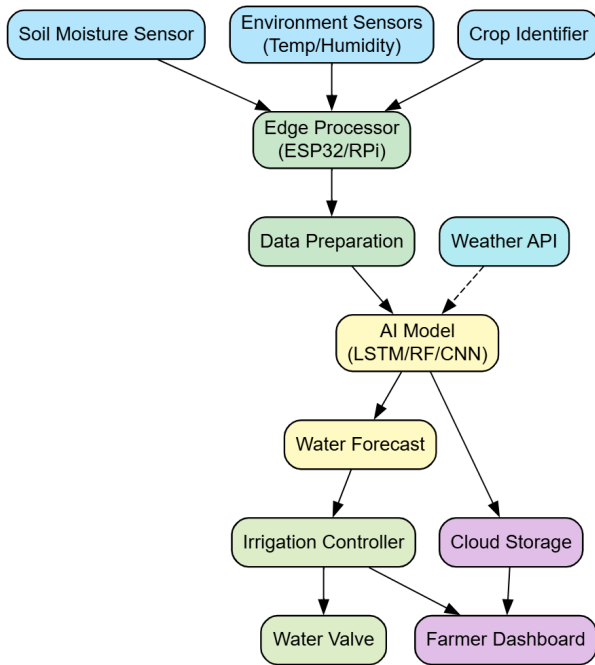 Soil Moisture Sensor
Environment Sensors
(Temp/Humidity)
Crop Identifier
Edge Processor
(ESP32/RPi)
Data Preparation
Weather API
AI Model
(LSTM/RF/CNN)
Water Forecast
Irrigation Controller
Cloud Storage
Water Valve
Farmer Dashboard